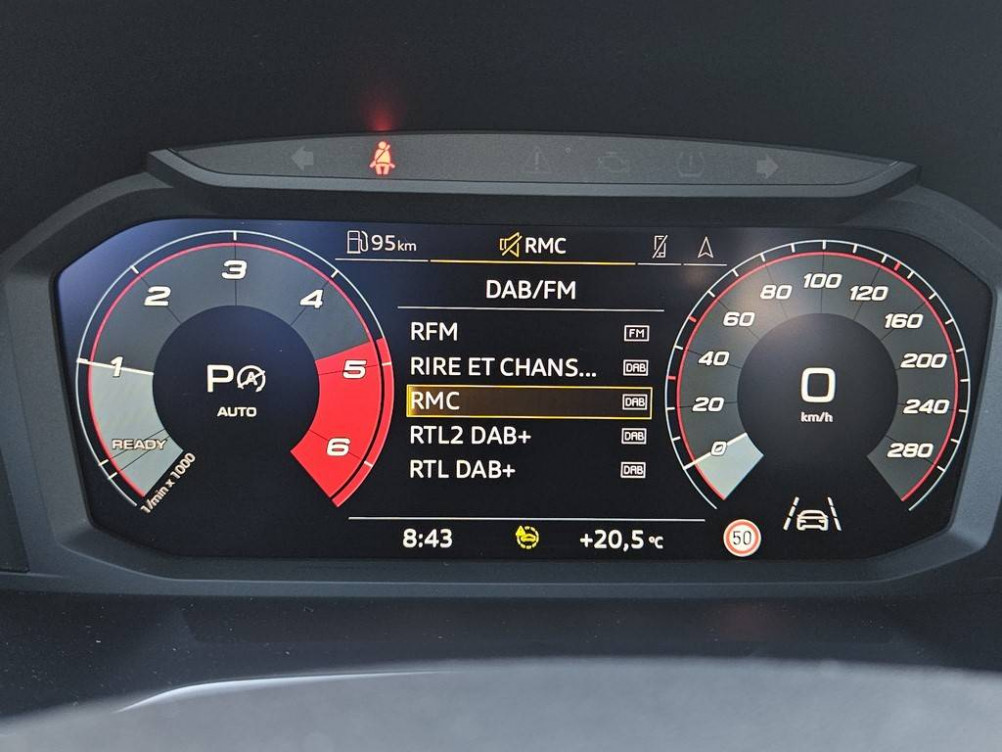 95 km
RMC
DAB/FM
RFM FM
RIRE ET CHANS... DAB
RMC DAB
RTL2 DAB+ DAB
RTL DAB+ DAB
8:43
+20,5 °C
50
READY
1
2
3
4
5
6
1/min x 1000
P A
AUTO
0
20
40
60
80
100
120
160
200
240
280
0
km/h